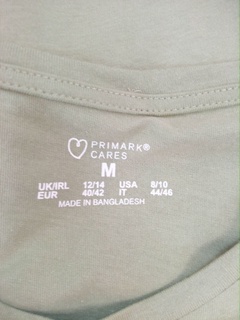 PRIMARK®
CARES
M
UK/IRL 12/14 USA 8/10
EUR 40/42 IT 44/46
MADE IN BANGLADESH